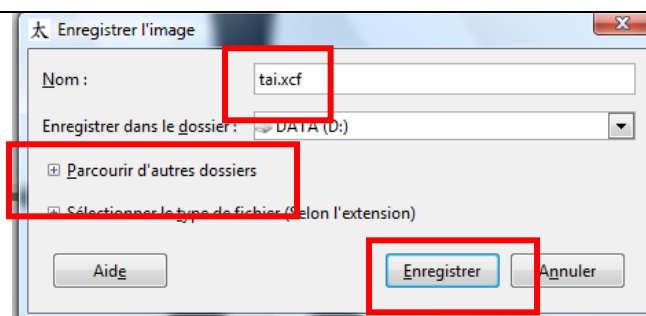 太 Enregistrer l'image
Nom :
tai.xcf
Enregistrer dans le dossier :
DATA (D:)
Parcourir d'autres dossiers
Sélectionner le type de fichier (Selon l'extension)
Aide
Enregistrer
Annuler